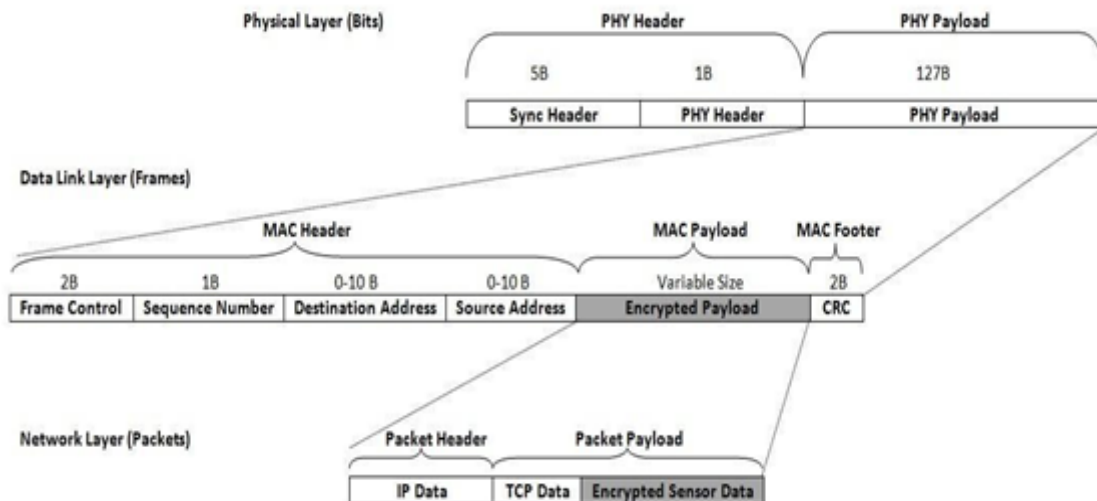 Physical Layer (Bits) PHY Header PHY Payload
5B 1B 127B
Sync Header PHY Header PHY Payload
Data Link Layer (Frames)
MAC Header MAC Payload MAC Footer
2B 1B 0-10 B 0-10 B Variable Size 2B
Frame Control Sequence Number Destination Address Source Address Encrypted Payload CRC
Network Layer (Packets) Packet Header Packet Payload
IP Data TCP Data Encrypted Sensor Data